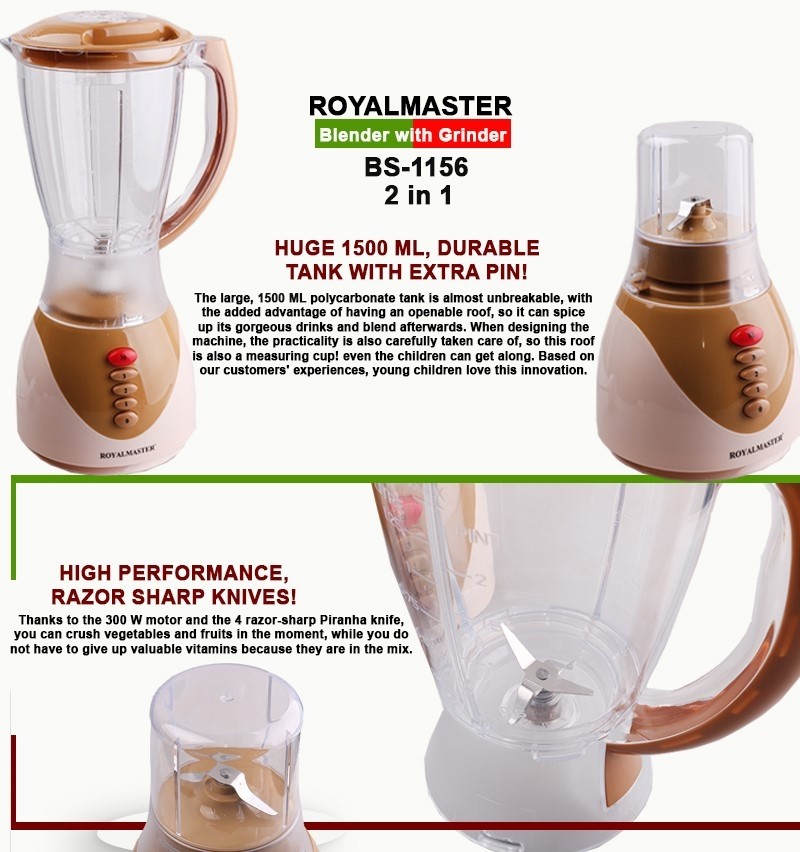 ROYALMASTER
Blender with Grinder
BS-1156
2 in 1
HUGE 1500 ML, DURABLE
TANK WITH EXTRA PIN!
The large, 1500 ML polycarbonate tank is almost unbreakable, with
the added advantage of having an openable roof, so it can spice
up its gorgeous drinks and blend afterwards. When designing the
machine, the practicality is also carefully taken care of, so this roof
is also a measuring cup! even the children can get along. Based on
our customers' experiences, young children love this innovation.
ROYALMASTER
ROYALMASTER
HIGH PERFORMANCE,
RAZOR SHARP KNIVES!
Thanks to the 300 W motor and the 4 razor-sharp Piranha knife,
you can crush vegetables and fruits in the moment, while you do
not have to give up valuable vitamins because they are in the mix.
PINT
2